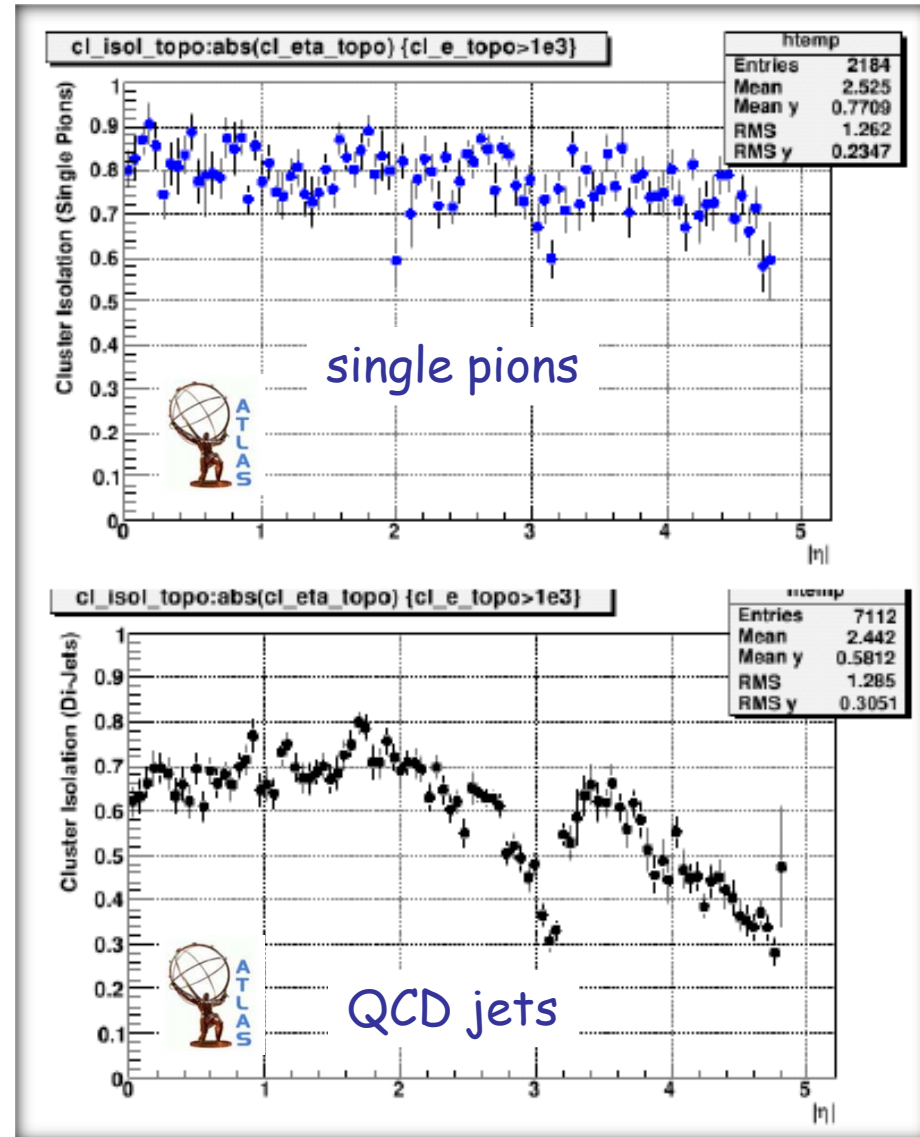 cl_isol_topo:abs(cl_eta_topo) {cl_e_topo>1e3}
htemp
Entries 2184
Mean 2.525
Mean y 0.7709
RMS 1.262
RMS y 0.2347
Cluster Isolation (Single Pions)
1
0.9
0.8
0.7
0.6
0.5
0.4
0.3
0.2
0.1
0
single pions
ATLAS
0 1 2 3 4 5
|η|
cl_isol_topo:abs(cl_eta_topo) {cl_e_topo>1e3}
htemp
Entries 7112
Mean 2.442
Mean y 0.5812
RMS 1.285
RMS y 0.3051
Cluster Isolation (Di-Jets)
1
0.9
0.8
0.7
0.6
0.5
0.4
0.3
0.2
0.1
0
QCD jets
ATLAS
0 1 2 3 4 5
|η|